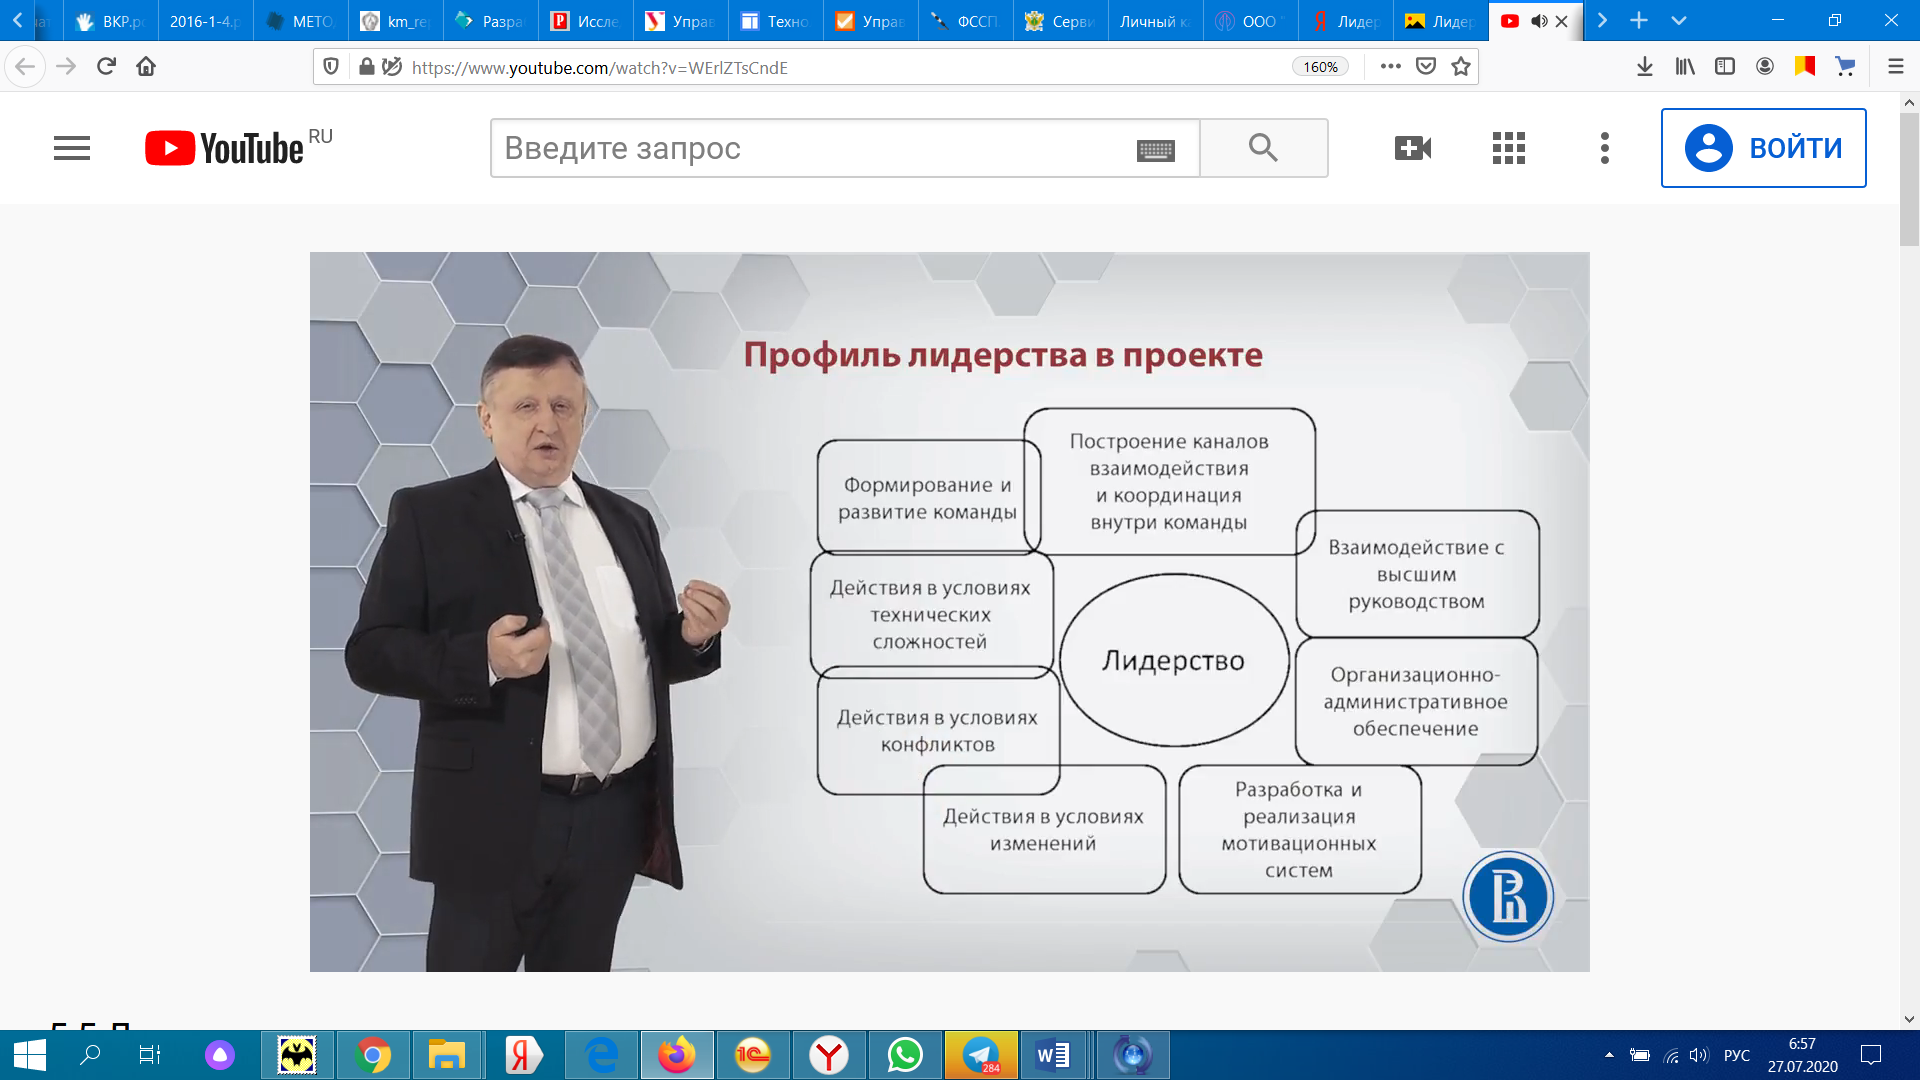 ВКР.р
2016-1-4.р
МЕТО
km_rep
Разра
Иссле
Управ
Техно
Управ
ФССП
Серви
Личный к
ООО "
Лидер
Лидер
https://www.youtube.com/watch?v=WErlZTsCndE
160%
YouTube RU
Введите запрос
ВОЙТИ
Профиль лидерства в проекте
Формирование и
развитие команды
Построение каналов
взаимодействия
и координация
внутри команды
Взаимодействие с
высшим
руководством
Действия в условиях
технических
сложностей
Лидерство
Организационно-
административное
обеспечение
Действия в условиях
конфликтов
Действия в условиях
изменений
Разработка и
реализация
мотивационных
систем
284
РУС
6:57
27.07.2020